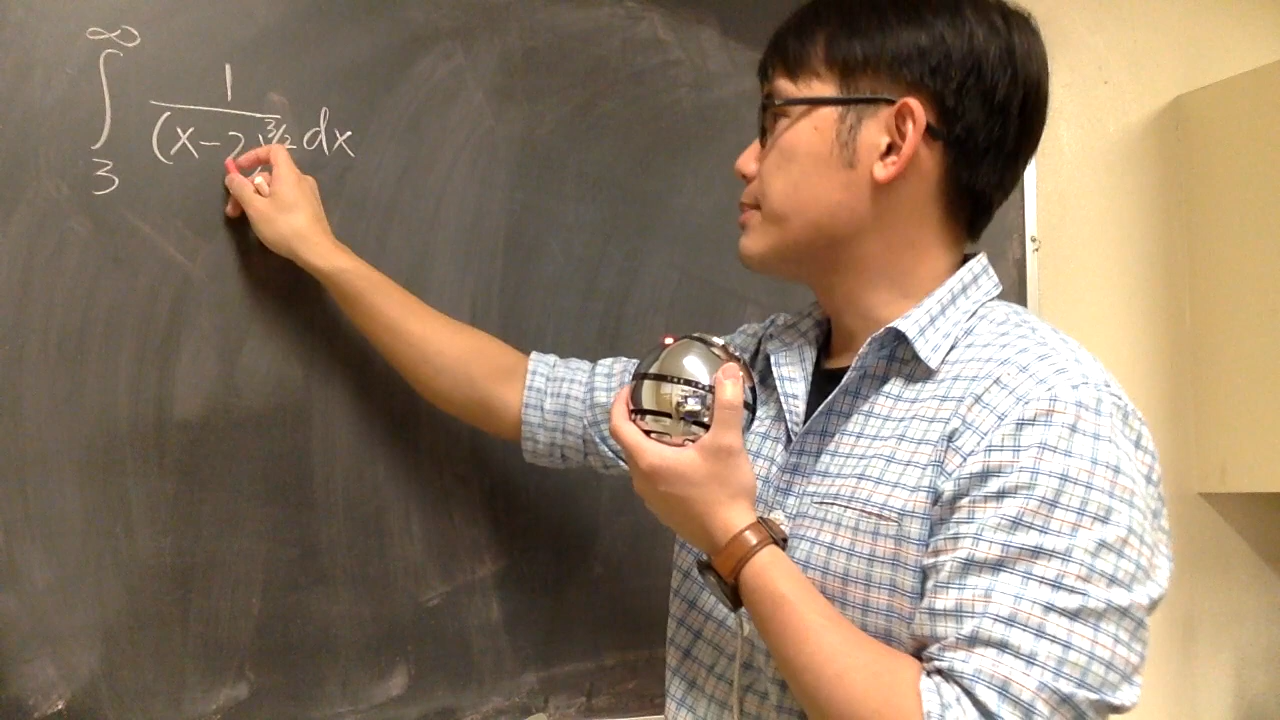 ∫₃^∞ 1/(x-2)^{3/2} dx